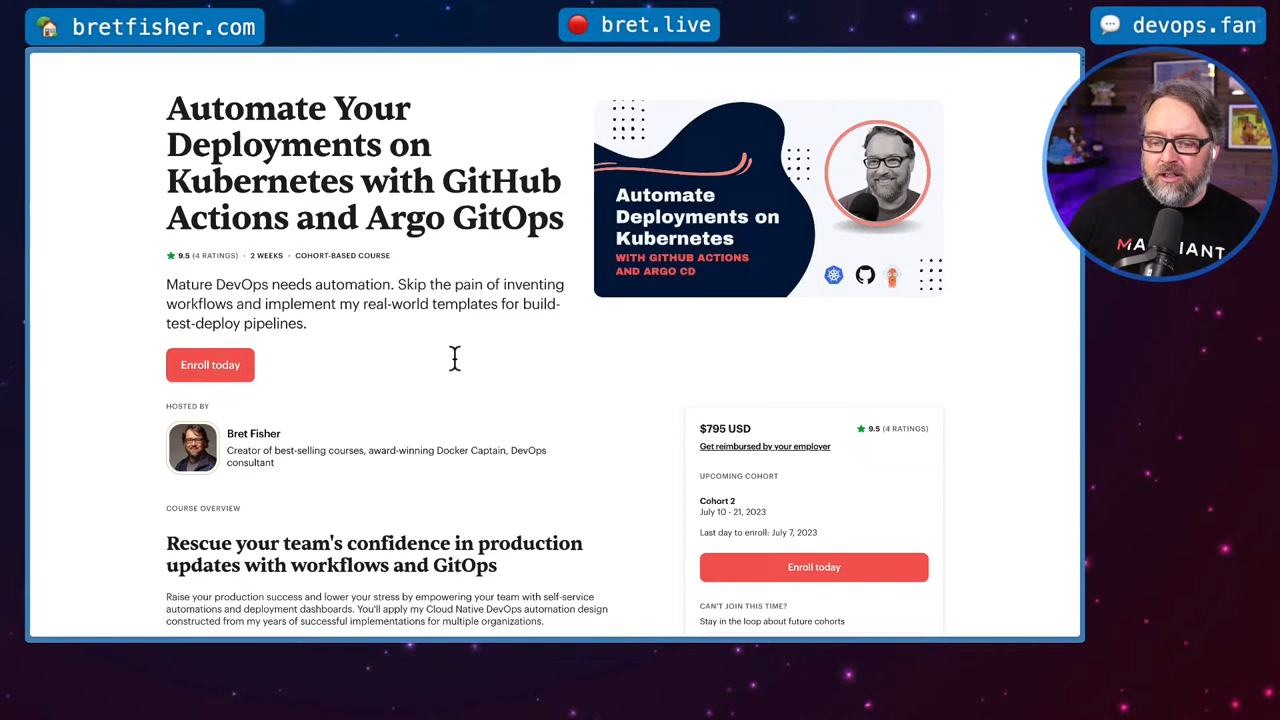 bretfisher.com
bret.live
devops.fan
Automate Your
Deployments on
Kubernetes with GitHub
Actions and Argo GitOps
9.5 (4 RATINGS) · 2 WEEKS · COHORT-BASED COURSE
Mature DevOps needs automation. Skip the pain of inventing
workflows and implement my real-world templates for build-
test-deploy pipelines.
Enroll today
Automate
Deployments on
Kubernetes
WITH GITHUB ACTIONS
AND ARGO CD
HOSTED BY
Bret Fisher
Creator of best-selling courses, award-winning Docker Captain, DevOps
consultant
COURSE OVERVIEW
Rescue your team's confidence in production
updates with workflows and GitOps
Raise your production success and lower your stress by empowering your team with self-service
automations and deployment dashboards. You'll apply my Cloud Native DevOps automation design
constructed from my years of successful implementations for multiple organizations.
$795 USD
9.5 (4 RATINGS)
Get reimbursed by your employer
UPCOMING COHORT
Cohort 2
July 10 - 21, 2023
Last day to enroll: July 7, 2023
Enroll today
CAN'T JOIN THIS TIME?
Stay in the loop about future cohorts